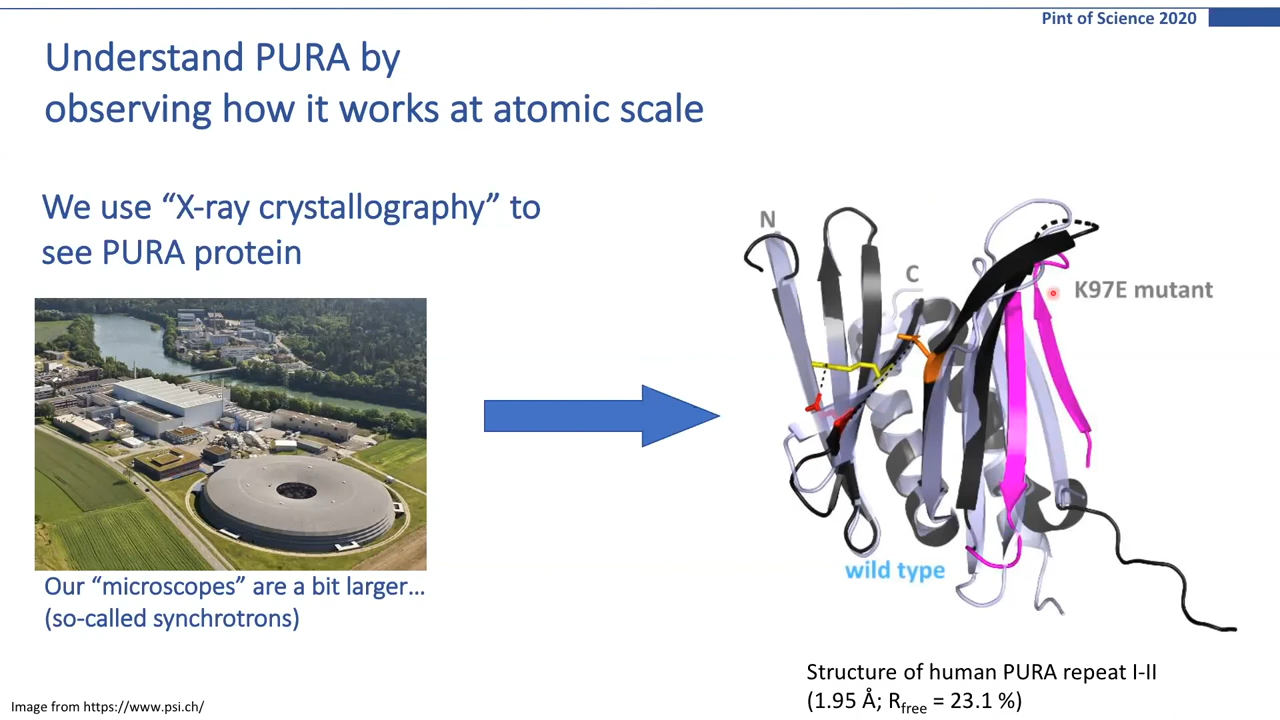 Pint of Science 2020
Understand PURA by
observing how it works at atomic scale
We use “X-ray crystallography” to
see PURA protein
N
C
K97E mutant
wild type
Our “microscopes” are a bit larger…
(so-called synchrotrons)
Structure of human PURA repeat I-II
(1.95 Å; Rfree = 23.1 %)
Image from https://www.psi.ch/